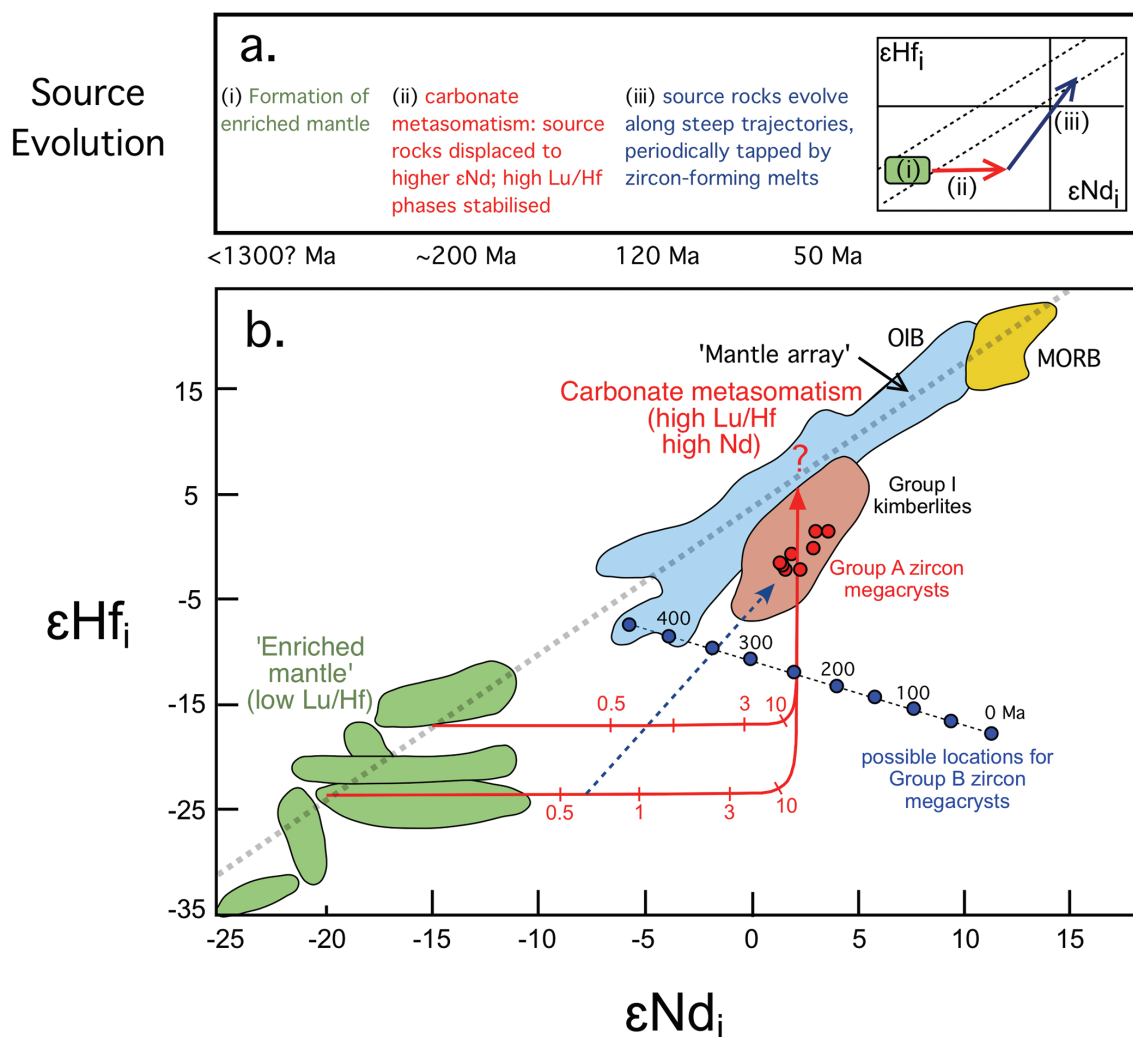 Source
Evolution
a.
(i) Formation of
enriched mantle
(ii) carbonate
metasomatism: source
rocks displaced to
higher εNd; high Lu/Hf
phases stabilised
(iii) source rocks evolve
along steep trajectories,
periodically tapped by
zircon-forming melts
εHfi
(i)
(ii)
(iii)
εNdi
<1300? Ma
~200 Ma
120 Ma
50 Ma
b.
OIB
'Mantle array'
MORB
Carbonate metasomatism
(high Lu/Hf
high Nd)
?
Group I
kimberlites
Group A zircon
megacrysts
'Enriched
mantle'
(low Lu/Hf)
400
300
200
100
0 Ma
possible locations for
Group B zircon
megacrysts
0.5
3
10
0.5
1
3
10
15
5
-5
-15
-25
-35
εHfi
-25
-20
-15
-10
-5
0
5
10
15
εNdi